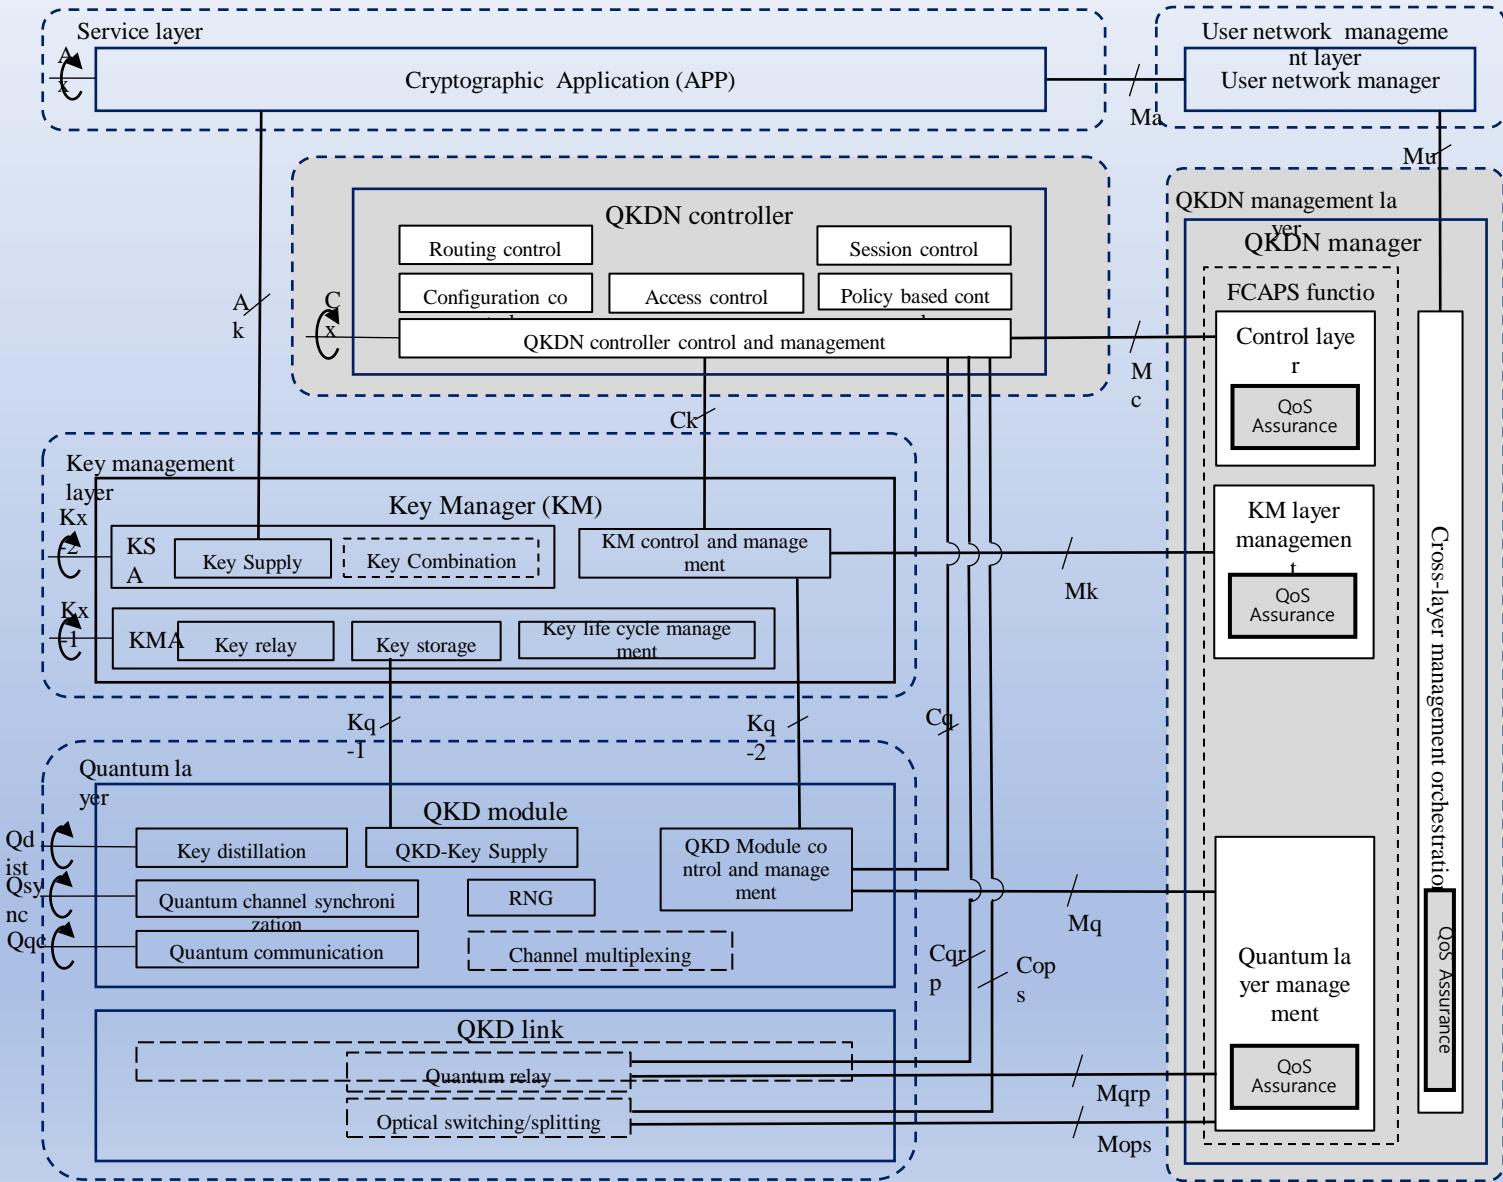 Service layer
A
x
Cryptographic Application (APP)
Ma
User network manageme
nt layer
User network manager
Mu
QKDN controller
Routing control
Session control
Configuration co
Access control
Policy based cont
QKDN controller control and management
C
x
A
k
M
c
Ck
QKDN management la
yer
QKDN manager
FCAPS functio
Control laye
r
QoS
Assurance
KM layer
managemen
t
QoS
Assurance
Quantum la
yer manage
ment
QoS
Assurance
Cross-layer management orchestration
QoS Assurance
Key management
layer
Key Manager (KM)
Kx
-2
KS
A
Key Supply
Key Combination
KM control and manage
ment
Mk
Kx
-1
KMA
Key relay
Key storage
Key life cycle manage
ment
Kq
-1
Kq
-2
Cq
Quantum la
yer
QKD module
Qd
ist
Key distillation
QKD-Key Supply
QKD Module co
ntrol and manage
ment
Qsy
nc
Quantum channel synchroni
zation
RNG
Mq
Qqc
Quantum communication
Channel multiplexing
Cqr
p
Cop
s
QKD link
Quantum relay
Mqrp
Optical switching/splitting
Mops